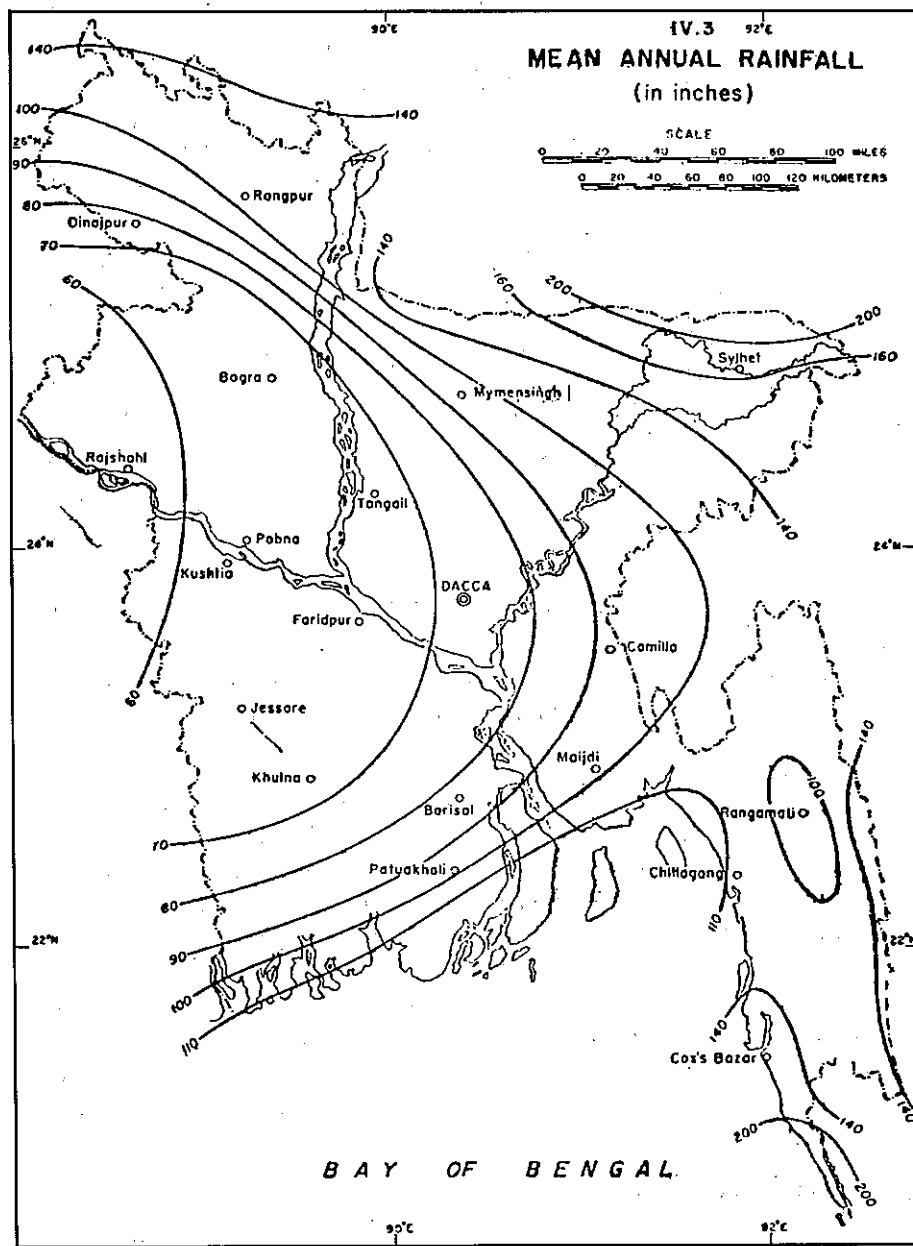 90°E
IV.3
92°E
MEAN ANNUAL RAINFALL
(in inches)
SCALE
0 20 40 60 80 100 MILES
0 20 40 60 80 100 120 KILOMETERS
140
140
100
26°N
90
80
70
60
Rangpur
Dinajpur
140
160
200
200
160
Sylhet
Bogra
Mymensingh
Rajshahi
Tangail
140
24°N
24°N
Pabna
Kushtia
DACCA
Faridpur
Comilla
60
Jessore
140
Maijdi
Khulna
100
Barisal
Rangamati
70
Patuakhali
Chittagong
60
110
22°N
22°N
90
100
140
110
Cox's Bazar
140
140
200
200
BAY OF BENGAL
90°E
92°E